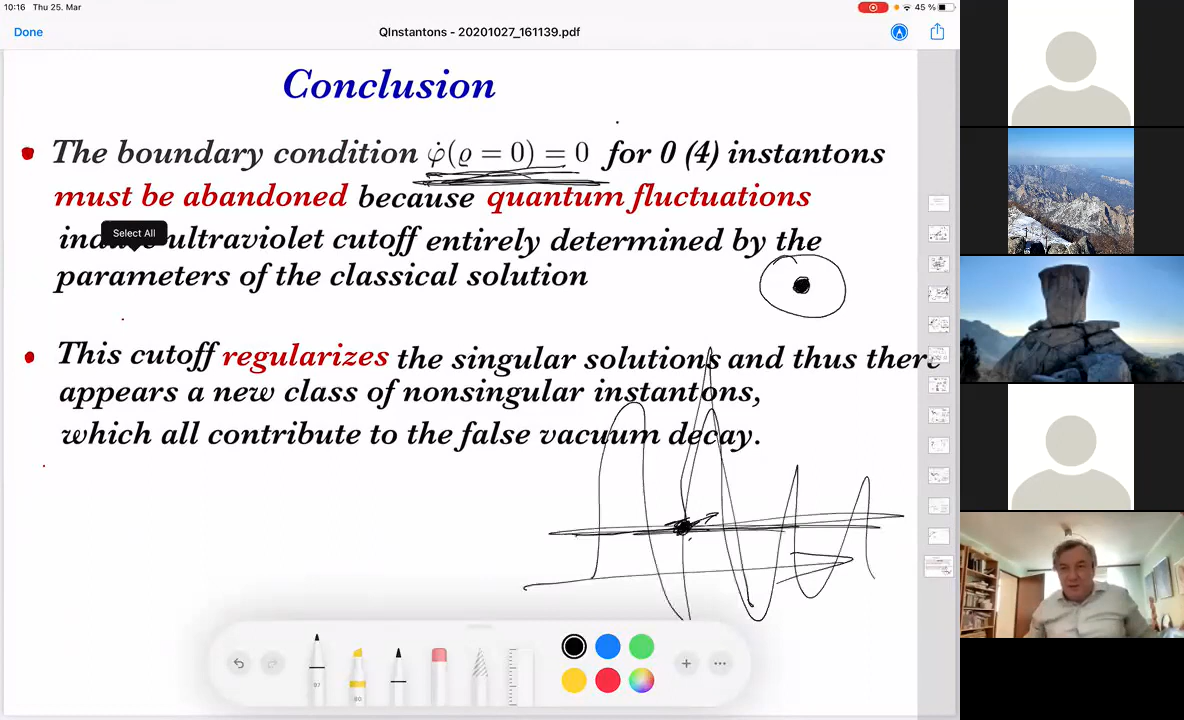 10:16 Thu 25. Mar
45 %
Done
QInstantons - 20201027_161139.pdf
Conclusion
The boundary condition φ̇(ϱ = 0) = 0 for 0 (4) instantons
must be abandoned because quantum fluctuations
Select All
ultraviolet cutoff entirely determined by the
parameters of the classical solution
This cutoff regularizes the singular solutions and thus there
appears a new class of nonsingular instantons,
which all contribute to the false vacuum decay.
97
80